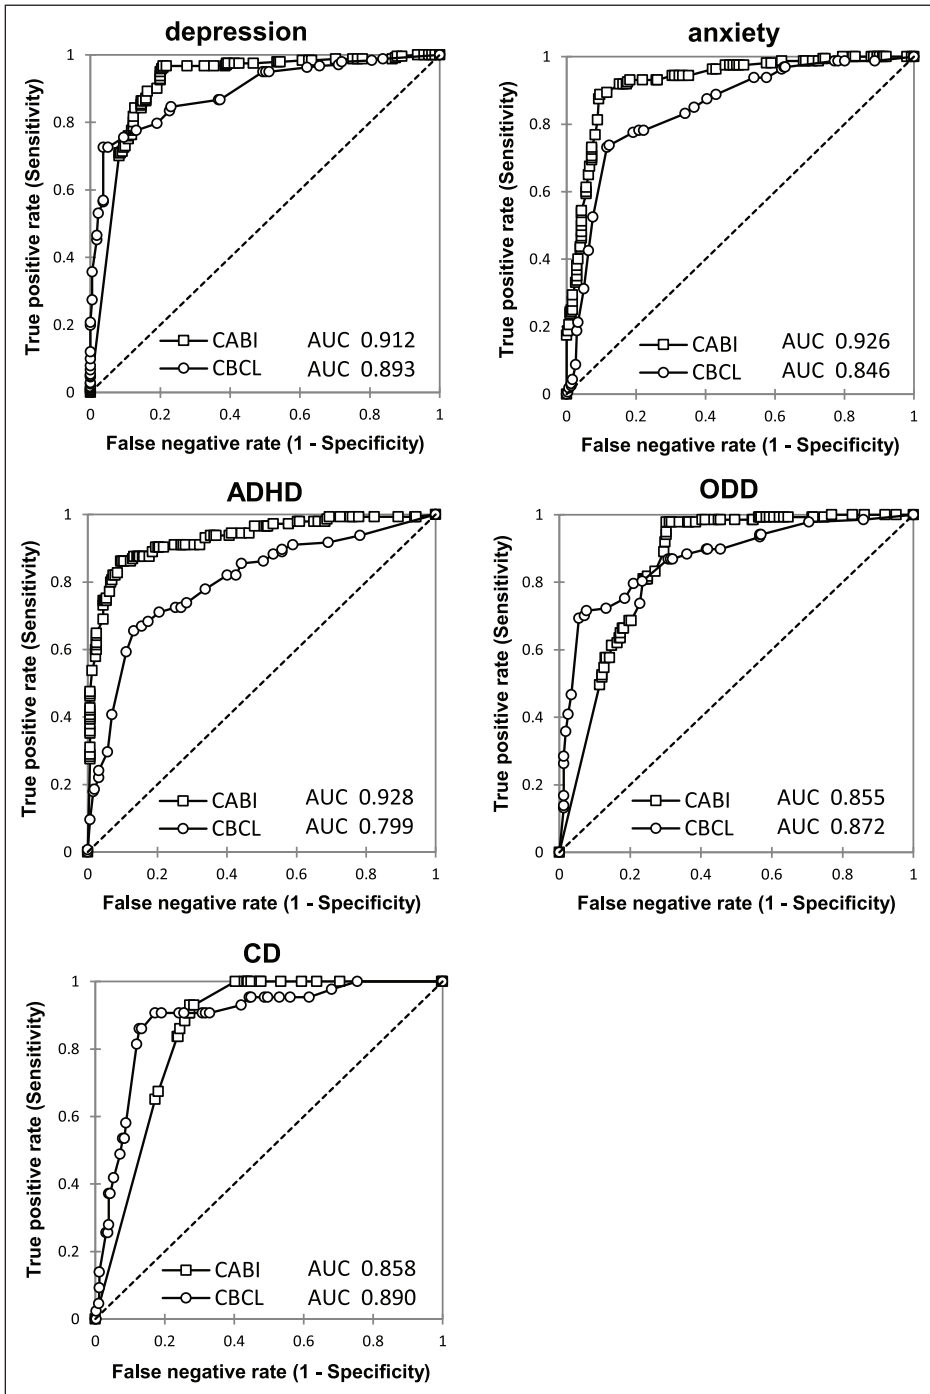 depression
True positive rate (Sensitivity)
1
0.8
0.6
0.4
0.2
0
CABI AUC 0.912
CBCL AUC 0.893
0 0.2 0.4 0.6 0.8 1
False negative rate (1 - Specificity)
anxiety
True positive rate (Sensitivity)
1
0.8
0.6
0.4
0.2
0
CABI AUC 0.926
CBCL AUC 0.846
0 0.2 0.4 0.6 0.8 1
False negative rate (1 - Specificity)
ADHD
True positive rate (Sensitivity)
1
0.8
0.6
0.4
0.2
0
CABI AUC 0.928
CBCL AUC 0.799
0 0.2 0.4 0.6 0.8 1
False negative rate (1 - Specificity)
ODD
True positive rate (Sensitivity)
1
0.8
0.6
0.4
0.2
0
CABI AUC 0.855
CBCL AUC 0.872
0 0.2 0.4 0.6 0.8 1
False negative rate (1 - Specificity)
CD
True positive rate (Sensitivity)
1
0.8
0.6
0.4
0.2
0
CABI AUC 0.858
CBCL AUC 0.890
0 0.2 0.4 0.6 0.8 1
False negative rate (1 - Specificity)